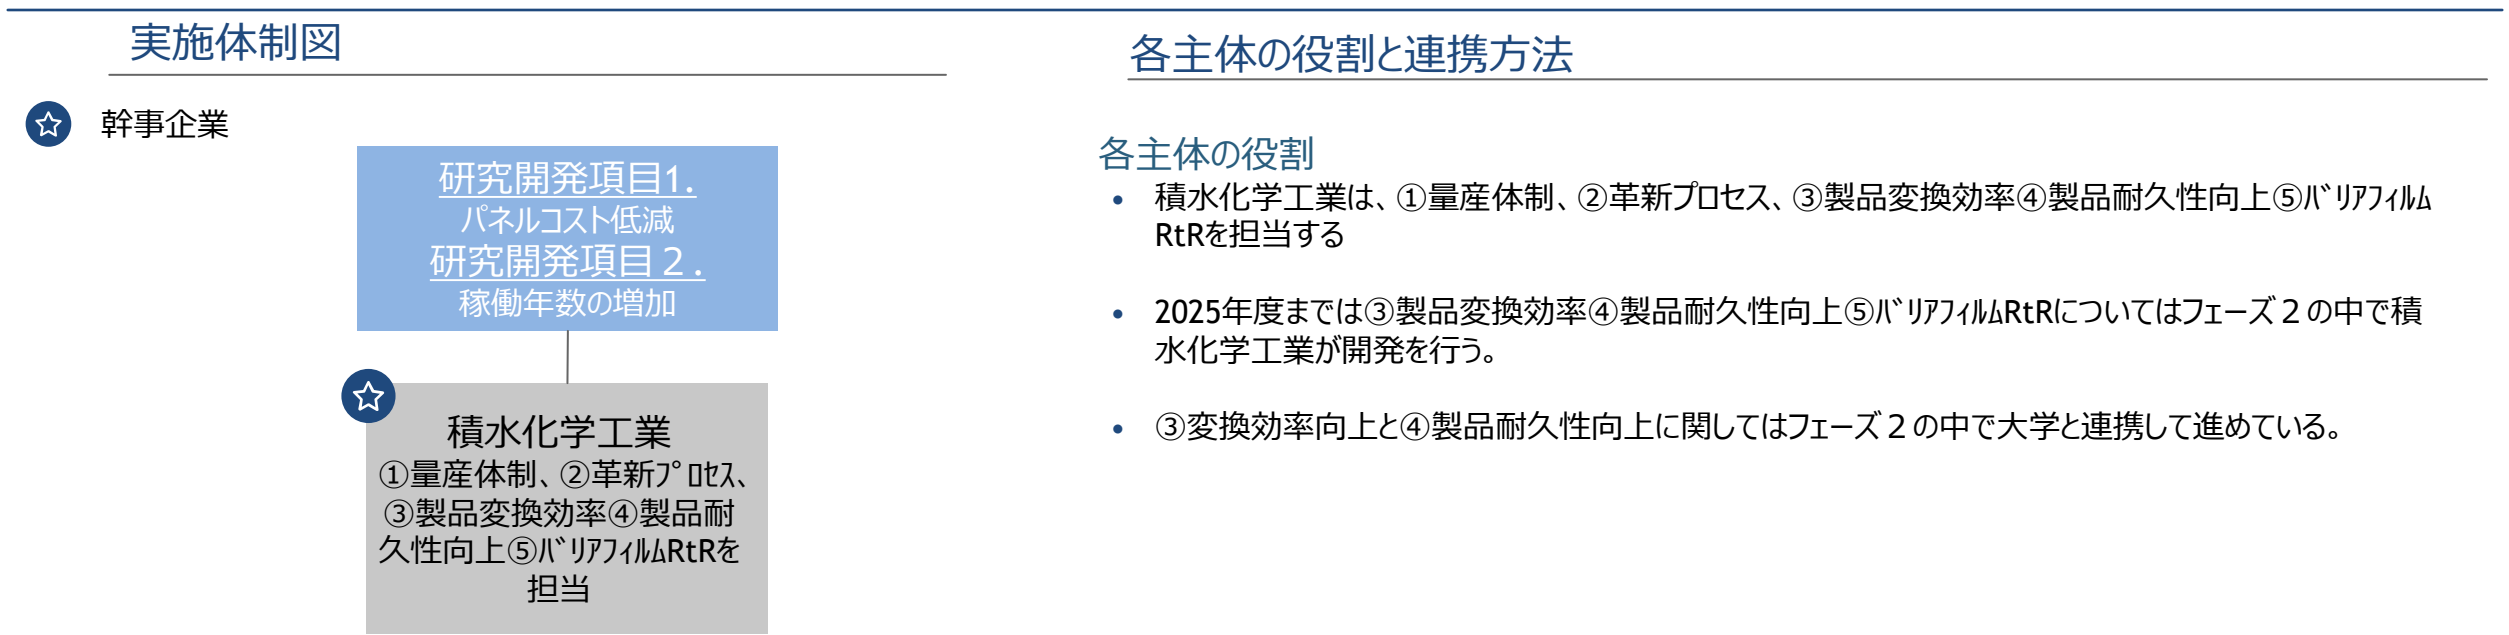 実施体制図
幹事企業
研究開発項目1.
パネルコスト低減
研究開発項目２.
稼働年数の増加
積水化学工業
①量産体制、②革新ﾌﾟﾛｾｽ、
③製品変換効率④製品耐
久性向上⑤ﾊﾞﾘｱﾌｨﾙﾑRtRを
担当
各主体の役割と連携方法
各主体の役割
• 積水化学工業は、①量産体制、②革新プロセス、③製品変換効率④製品耐久性向上⑤ﾊﾞﾘｱﾌｨﾙﾑ
RtRを担当する
• 2025年度までは③製品変換効率④製品耐久性向上⑤ﾊﾞﾘｱﾌｨﾙﾑRtRについてはフェーズ２の中で積
水化学工業が開発を行う。
• ③変換効率向上と④製品耐久性向上に関してはフェーズ２の中で大学と連携して進めている。